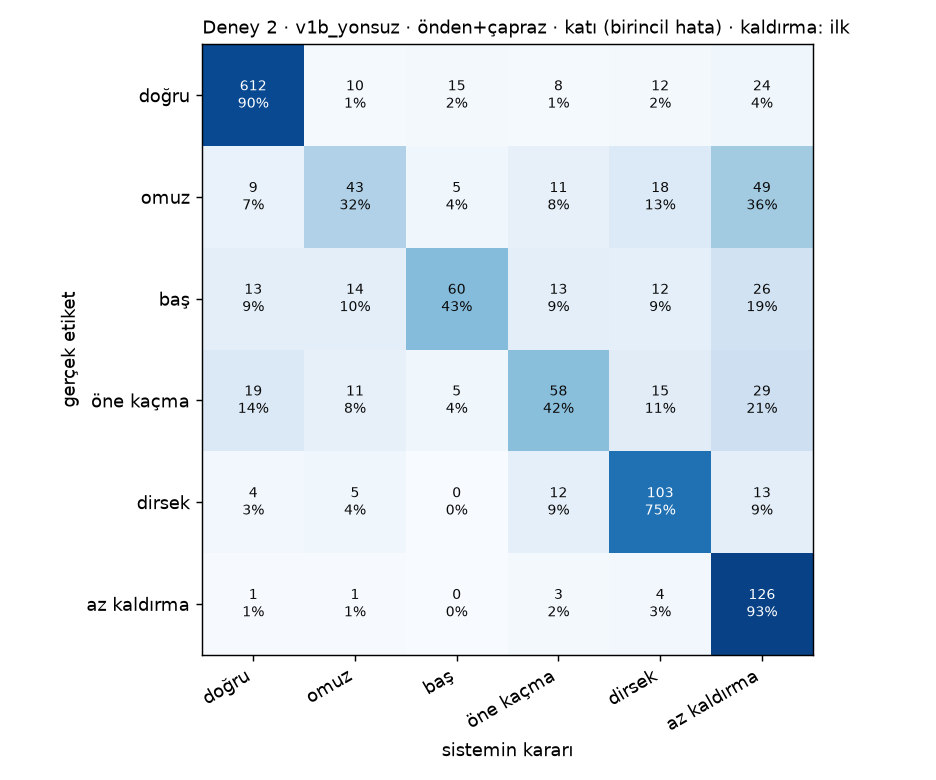 Deney 2 · v1b_yonsuz · önden+çapraz · katı (birincil hata) · kaldırma: ilk
gerçek etiket
doğru
612 10 15 8 12 24
90% 1% 2% 1% 2% 4%
omuz
9 43 5 11 18 49
7% 32% 4% 8% 13% 36%
baş
13 14 60 13 12 26
9% 10% 43% 9% 9% 19%
öne kaçma
19 11 5 58 15 29
14% 8% 4% 42% 11% 21%
dirsek
4 5 0 12 103 13
3% 4% 0% 9% 75% 9%
az kaldırma
1 1 0 3 4 126
1% 1% 0% 2% 3% 93%
doğru omuz baş öne kaçma dirsek az kaldırma
sistemin kararı